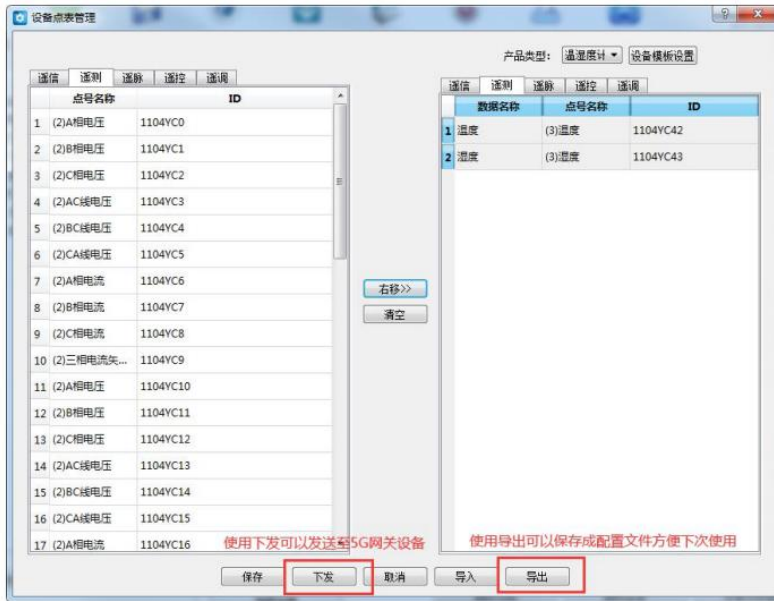 设备点表管理
产品类型： 温湿度计 设备模板设置
遥信 遥测 遥脉 遥控 遥调
点号名称 ID
1 (2)A相电压 1104YC0
2 (2)B相电压 1104YC1
3 (2)C相电压 1104YC2
4 (2)AC线电压 1104YC3
5 (2)BC线电压 1104YC4
6 (2)CA线电压 1104YC5
7 (2)A相电流 1104YC6
8 (2)B相电流 1104YC7
9 (2)C相电流 1104YC8
10 (2)三相电流矢... 1104YC9
11 (2)A相电压 1104YC10
12 (2)B相电压 1104YC11
13 (2)C相电压 1104YC12
14 (2)AC线电压 1104YC13
15 (2)BC线电压 1104YC14
16 (2)CA线电压 1104YC15
17 (2)A相电流 1104YC16
右移>>
清空
遥信 遥测 遥脉 遥控 遥调
数据名称 点号名称 ID
1 温度 (3)温度 1104YC42
2 湿度 (3)湿度 1104YC43
使用下发可以发送至5G网关设备
使用导出可以保存成配置文件方便下次使用
保存 下发 取消 导入 导出